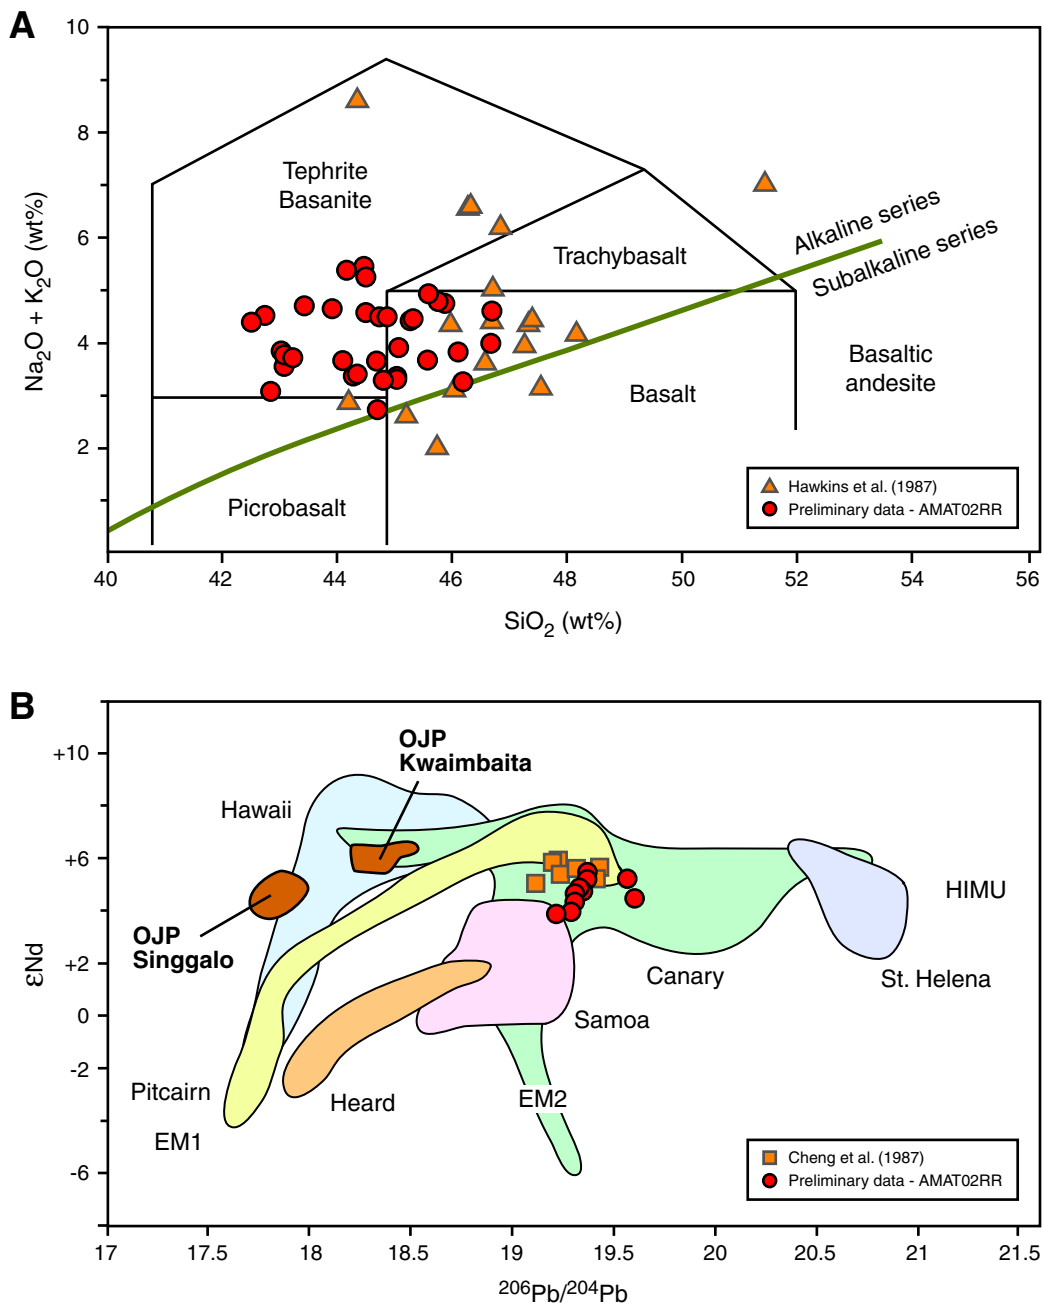 A
10
8
6
4
2
Na2O + K2O (wt%)
Tephrite
Basanite
Trachybasalt
Alkaline series
Subalkaline series
Basaltic
andesite
Basalt
Picrobasalt
Hawkins et al. (1987)
Preliminary data - AMAT02RR
40 42 44 46 48 50 52 54 56
SiO2 (wt%)
B
+10
+6
+2
0
-2
-6
εNd
OJP
Kwaimbaita
Hawaii
HIMU
OJP
Singgalo
Canary
St. Helena
Samoa
Pitcairn
Heard
EM2
EM1
Cheng et al. (1987)
Preliminary data - AMAT02RR
17 17.5 18 18.5 19 19.5 20 20.5 21 21.5
206Pb/204Pb